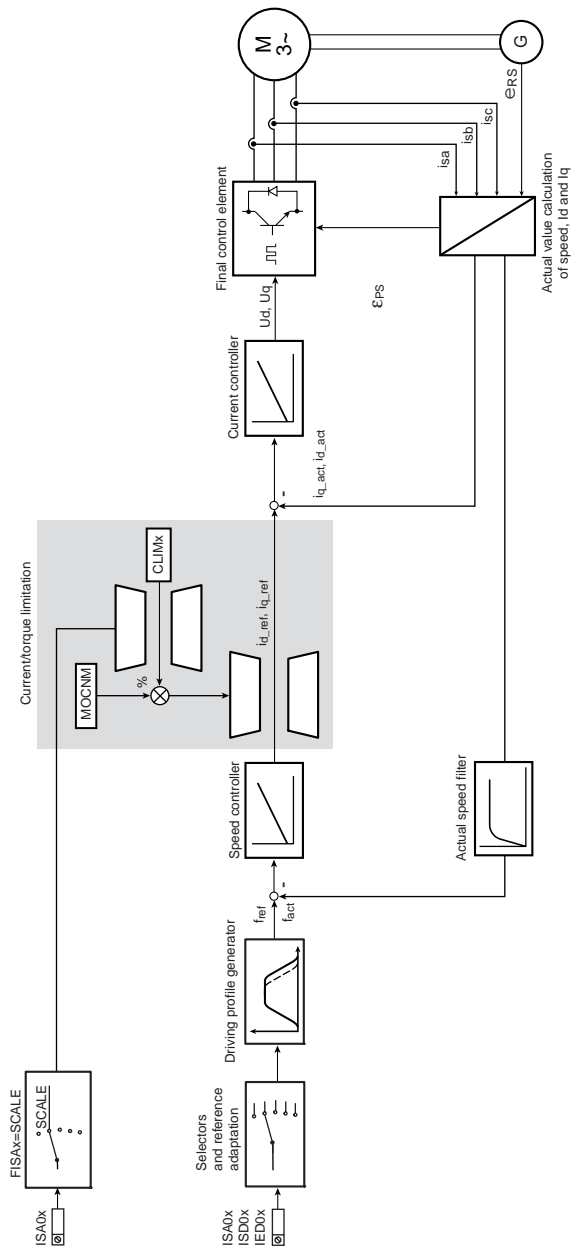 ISA0x
FISAx=SCALE
SCALE
Current/torque limitation
MOCNM
%
CLIMx
ISA0x
ISD0x
IED0x
Selectors
and reference
adaptation
Driving profile generator
fref
fact
-
Speed controller
id_ref, iq_ref
-
iq_act, id_act
Current controller
Ud, Uq
Final control element
M
3~
εPS
isa
isb
isc
eRS
G
Actual speed filter
Actual value calculation
of speed, Id and Iq